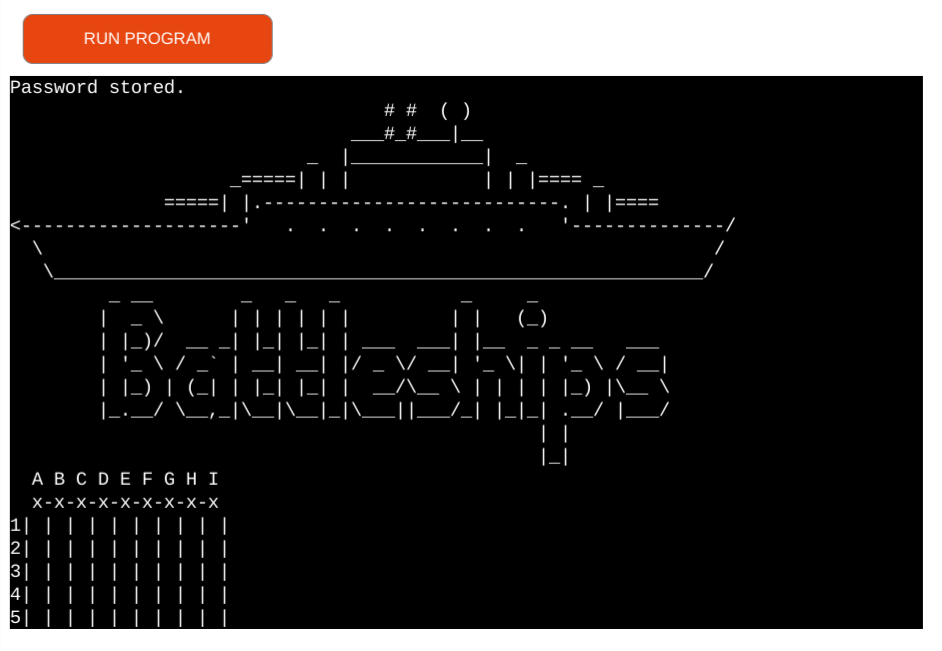 RUN PROGRAM
Password stored.
Battleships
A B C D E F G H I
x-x-x-x-x-x-x-x-x
1| | | | | | | | | |
2| | | | | | | | | |
3| | | | | | | | | |
4| | | | | | | | | |
5| | | | | | | | | |